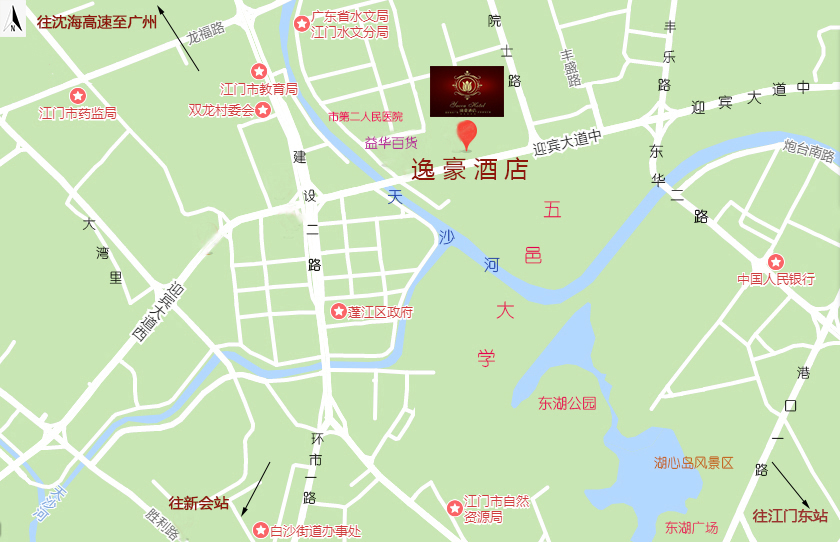 往沈海高速至广州
龙福路
广东省水文局
江门水文分局
院士路
丰盛路
丰乐路
江门市教育局
江门市药监局
双龙村委会
市第二人民医院
益华百货
迎宾大道中
迎宾大道中
逸豪酒店
炮台南路
建设二路
天沙河
五邑大学
东华二路
大湾里
迎宾大道西
中国人民银行
蓬江区政府
东湖公园
港口一路
湖心岛风景区
环市一路
往新会站
天沙河
胜利路
江门市自然
资源局
白沙街道办事处
东湖广场
往江门东站